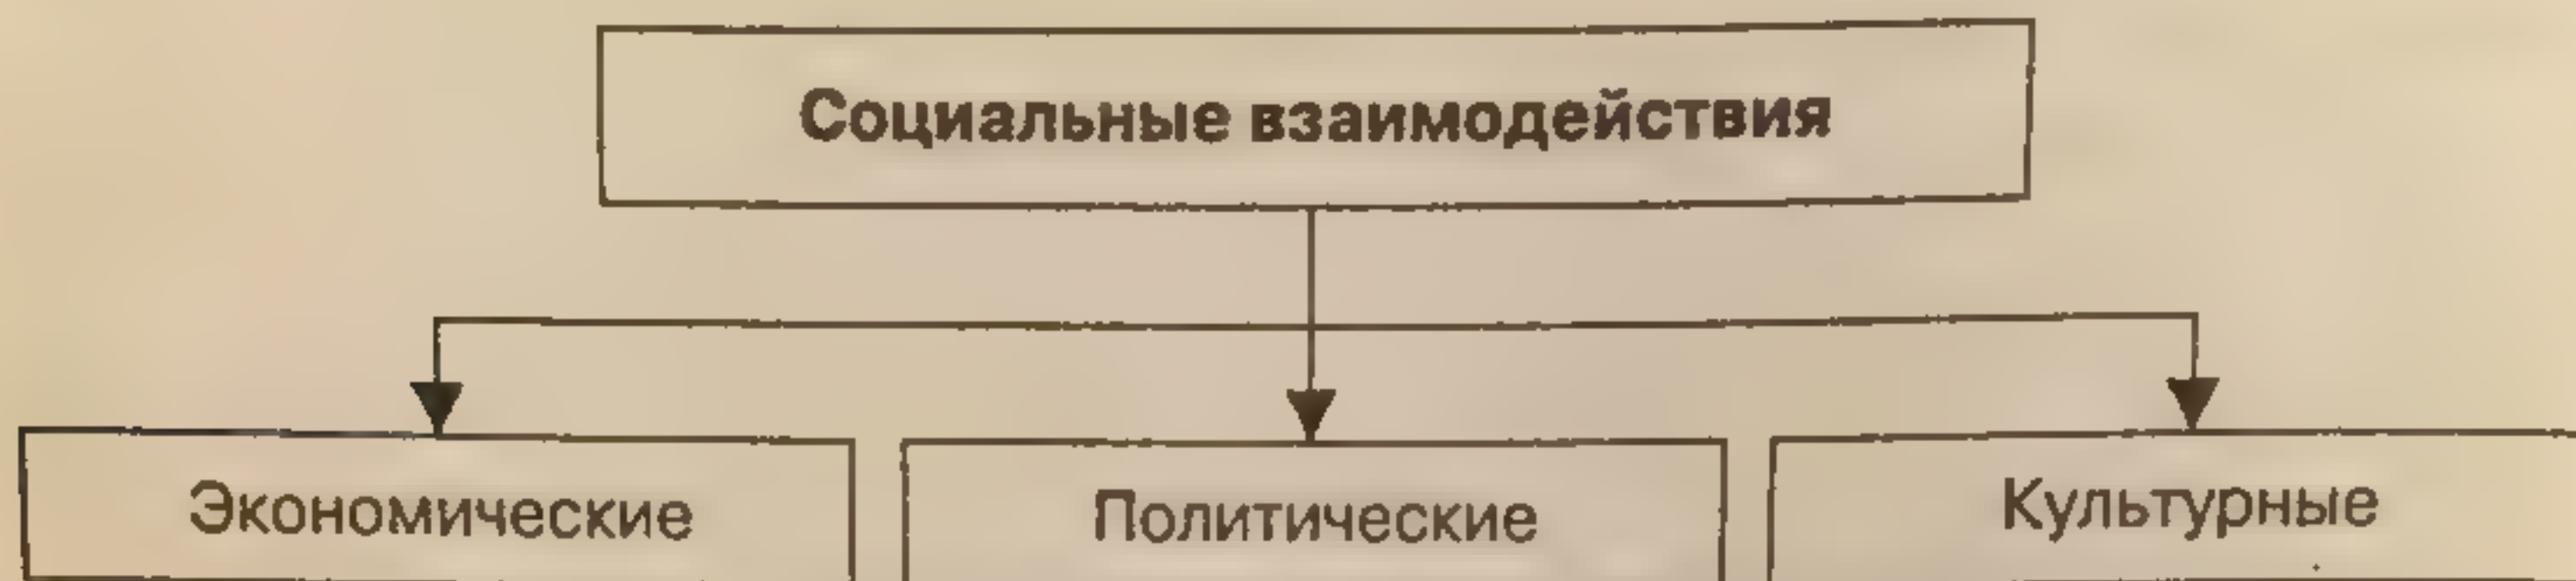 Социальные взаимодействия
Экономические
Политические
Культурные